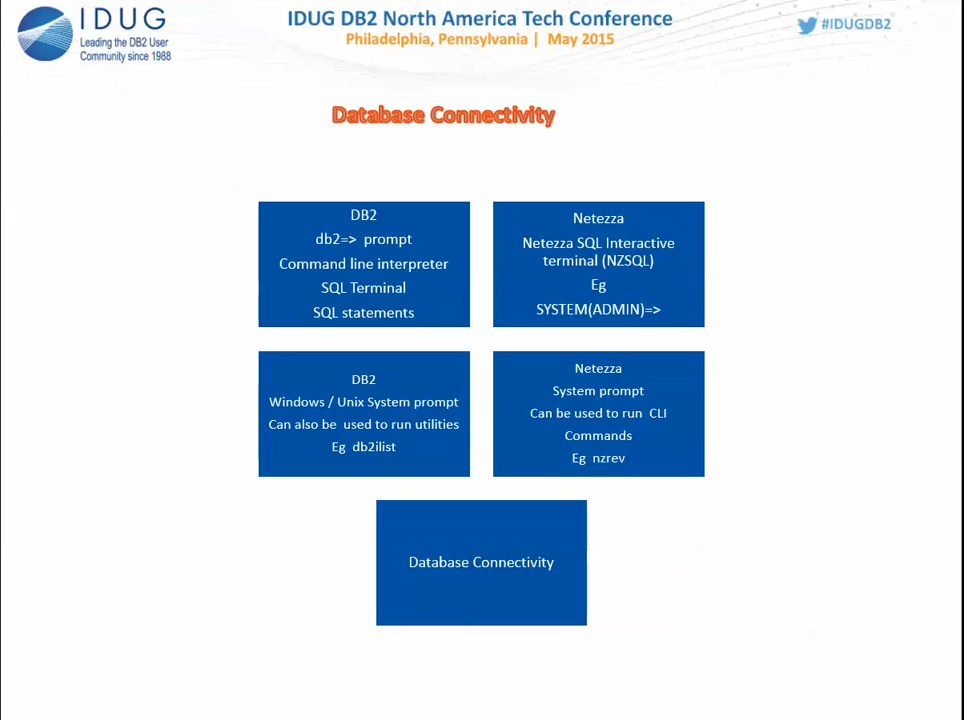 IDUG
Leading the DB2 User
Community since 1988
IDUG DB2 North America Tech Conference
Philadelphia, Pennsylvania | May 2015
#IDUGDB2
Database Connectivity
DB2
db2=> prompt
Command line interpreter
SQL Terminal
SQL statements
Netezza
Netezza SQL Interactive
terminal (NZSQL)
Eg
SYSTEM(ADMIN)=>
DB2
Windows / Unix System prompt
Can also be used to run utilities
Eg db2ilist
Netezza
System prompt
Can be used to run CLI
Commands
Eg nzrev
Database Connectivity